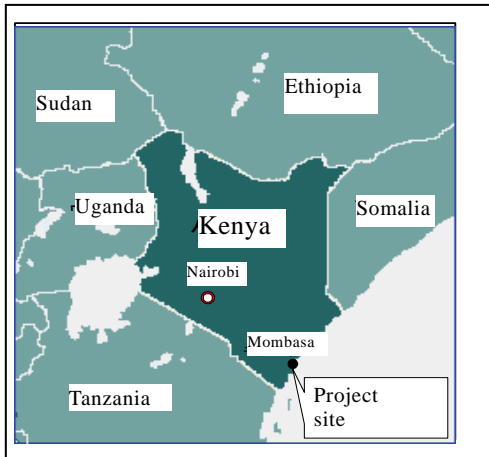 Ethiopia
Sudan
Uganda
Somalia
Kenya
Nairobi
Mombasa
Tanzania
Project
site